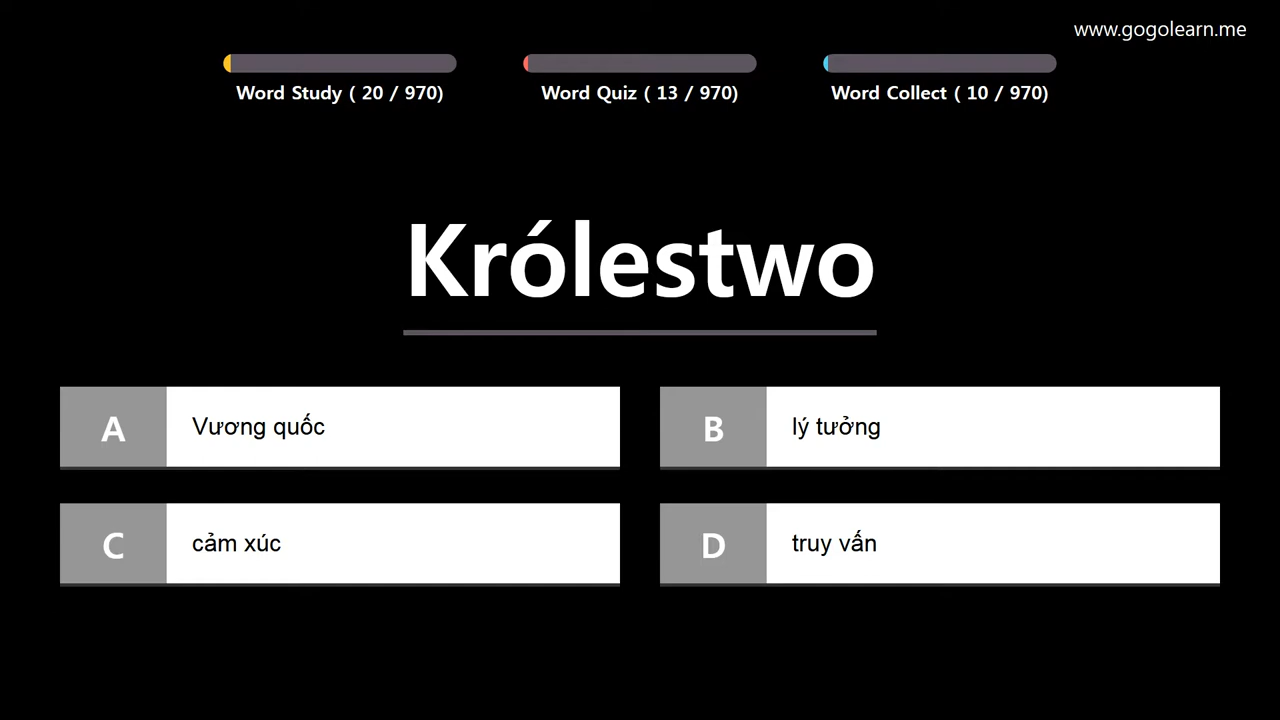 www.gogolearn.me
Word Study ( 20 / 970)
Word Quiz ( 13 / 970)
Word Collect ( 10 / 970)
Królestwo
A Vương quốc
B lý tưởng
C cảm xúc
D truy vấn